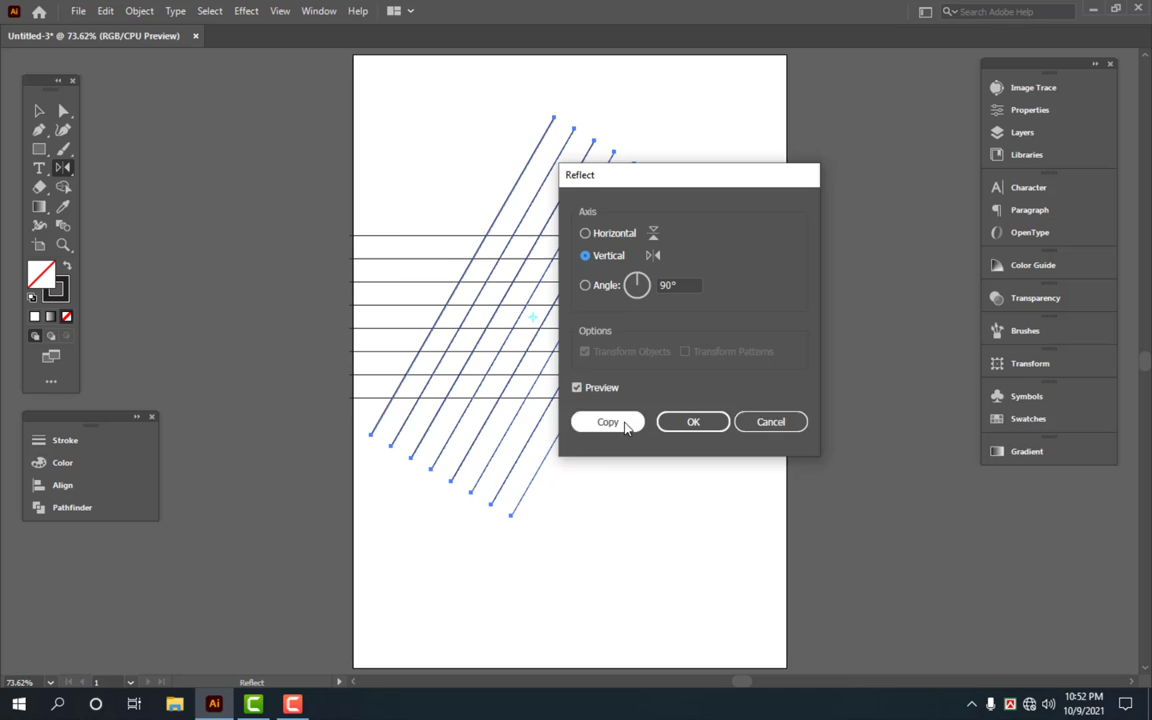 Ai File Edit Object Type Select Effect View Window Help Search Adobe Help
Untitled-3* @ 73.62% (RGB/CPU Preview) ×
Image Trace
Properties
Layers
Libraries
Character
Paragraph
OpenType
Color Guide
Transparency
Brushes
Transform
Symbols
Swatches
Gradient
Reflect
Axis
Horizontal
Vertical
Angle: 90°
Options
Transform Objects Transform Patterns
Preview
Copy OK Cancel
Stroke
Color
Align
Pathfinder
73.62% 1 Reflect
Ai
10:52 PM
10/9/2021